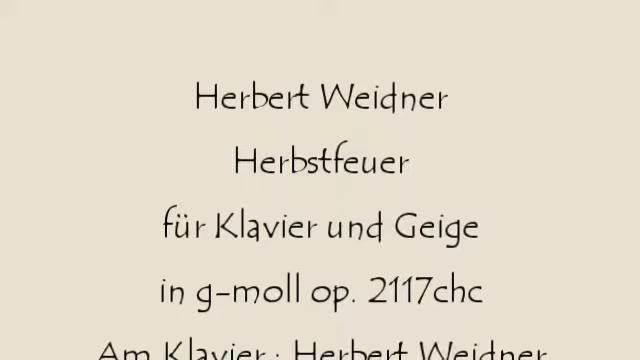 Herbert Weidner
Herbstfeuer
für Klavier und Geige
in g-moll op. 2117chc
Am Klavier : Herbert Weidner